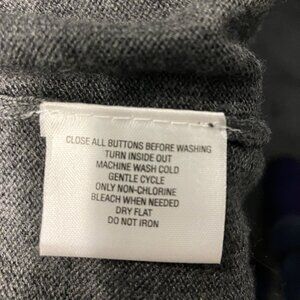 CLOSE ALL BUTTONS BEFORE WASHING
TURN INSIDE OUT
MACHINE WASH COLD
GENTLE CYCLE
ONLY NON-CHLORINE
BLEACH WHEN NEEDED
DRY FLAT
DO NOT IRON